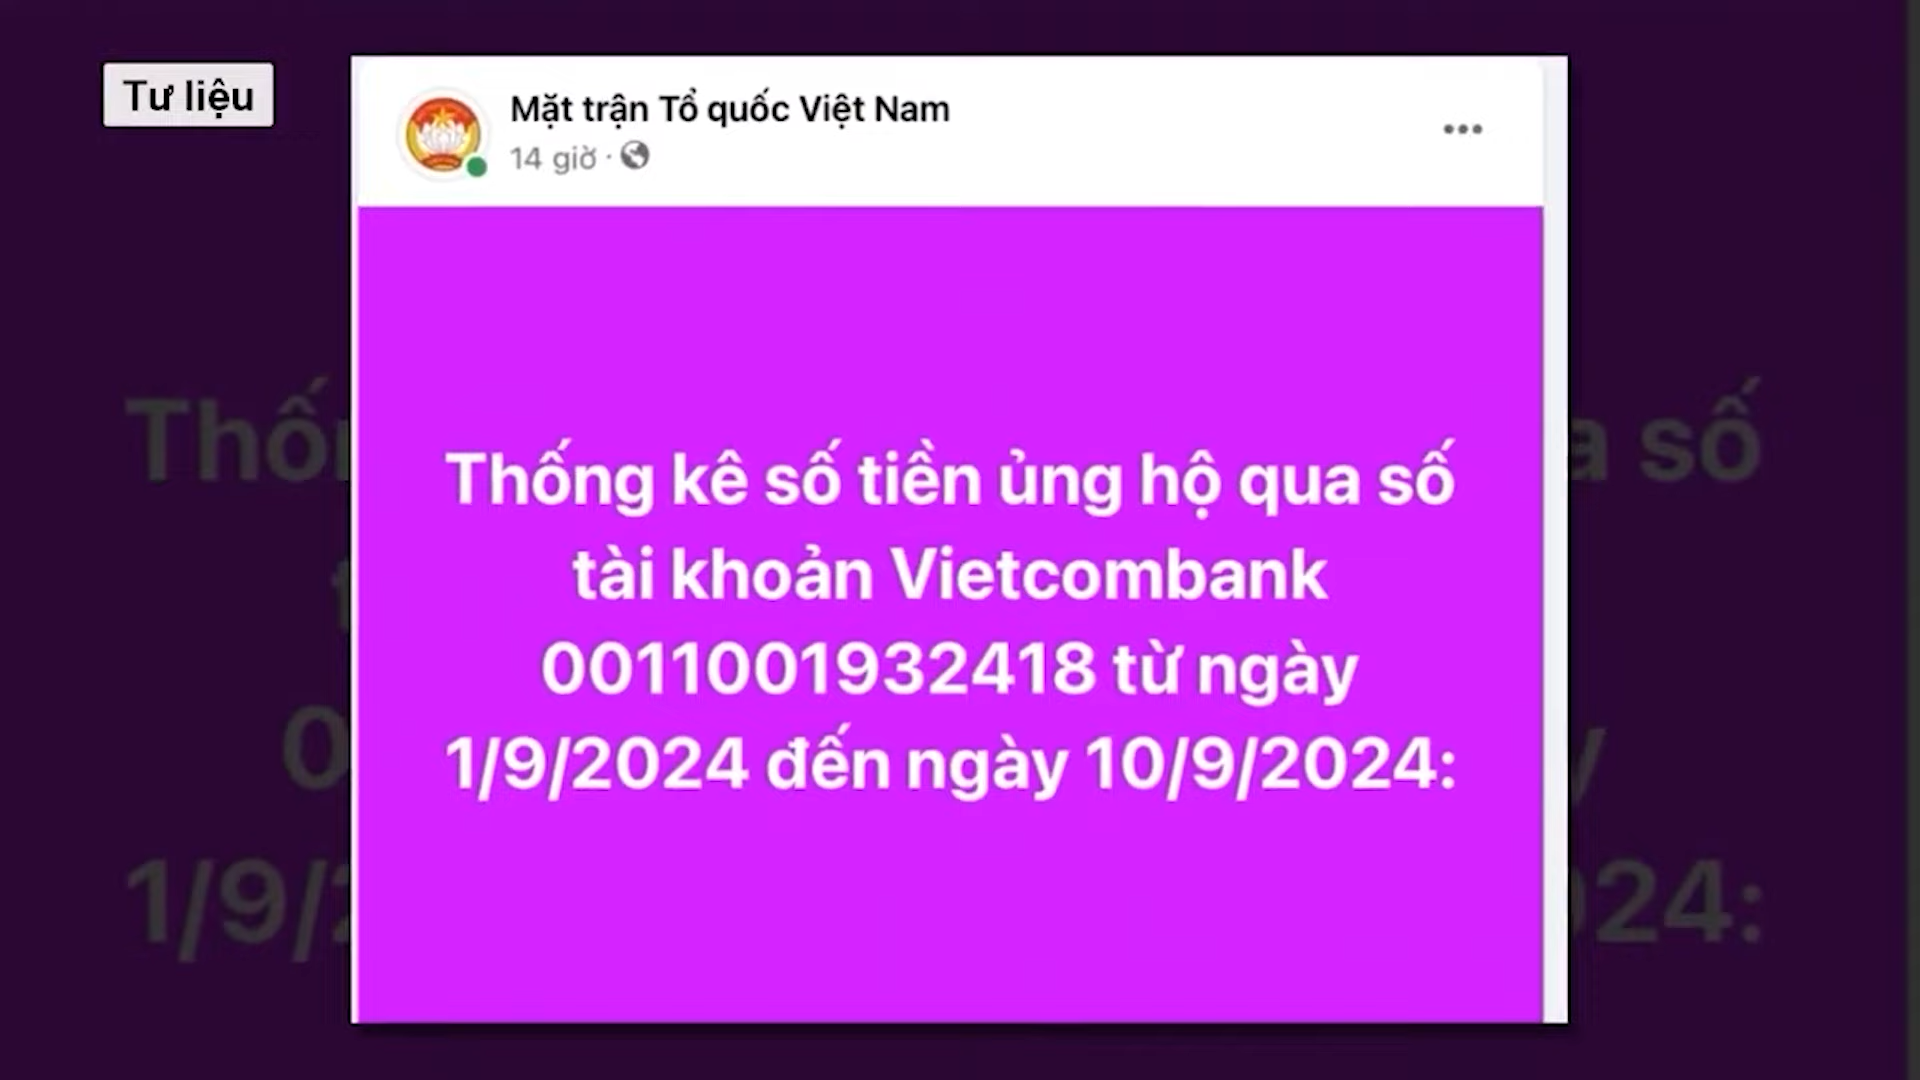 Tư liệu
Mặt trận Tổ quốc Việt Nam
14 giờ ·
Thống kê số tiền ủng hộ qua số
tài khoản Vietcombank
0011001932418 từ ngày
1/9/2024 đến ngày 10/9/2024: